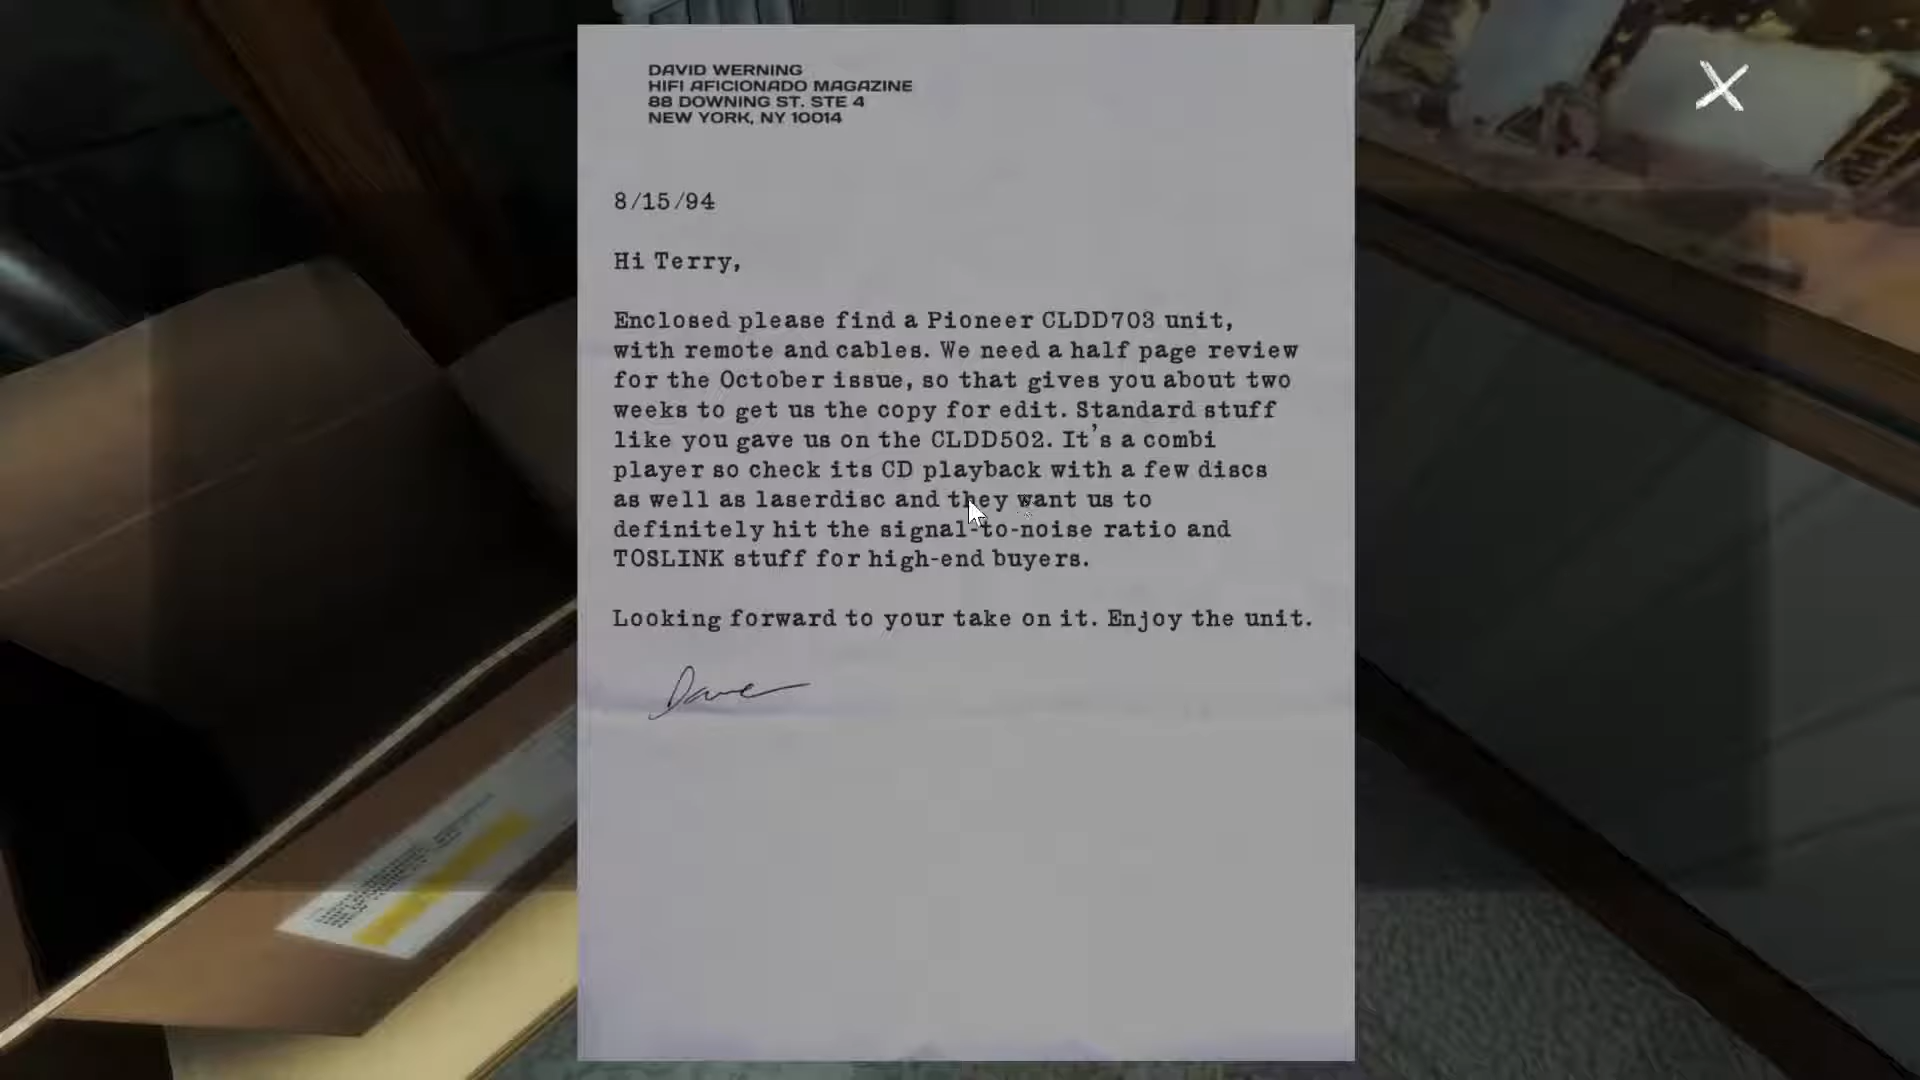 DAVID WERNING
HIFI AFICIONADO MAGAZINE
88 DOWNING ST. STE 4
NEW YORK, NY 10014
8/15/94
Hi Terry,
Enclosed please find a Pioneer CLDD703 unit,
with remote and cables. We need a half page review
for the October issue, so that gives you about two
weeks to get us the copy for edit. Standard stuff
like you gave us on the CLDD502. It's a combi
player so check its CD playback with a few discs
as well as laserdisc and they want us to
definitely hit the signal-to-noise ratio and
TOSLINK stuff for high-end buyers.
Looking forward to your take on it. Enjoy the unit.
Dave